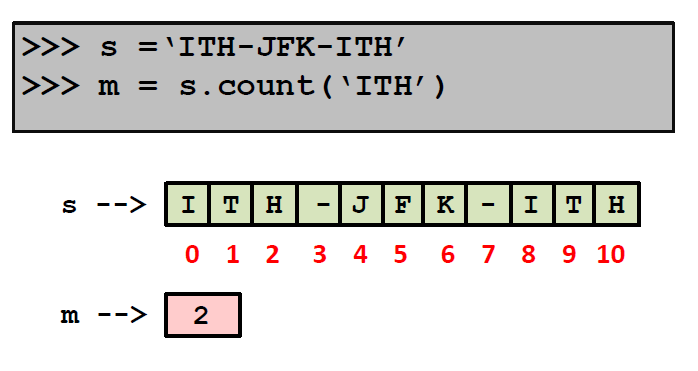 >>> s =‘ITH-JFK-ITH’
>>> m = s.count(‘ITH’)
s --> I T H - J F K - I T H
0 1 2 3 4 5 6 7 8 9 10
m --> 2